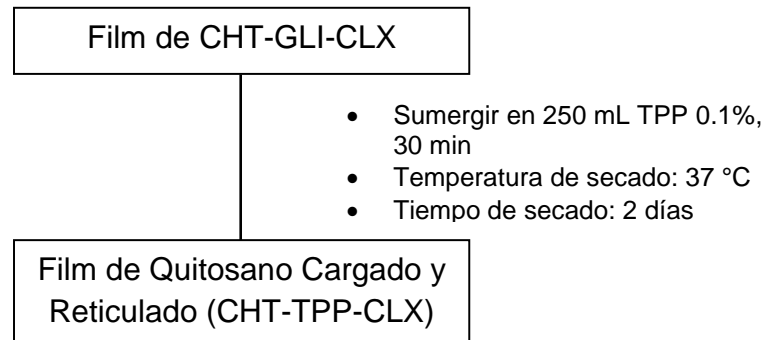 Film de CHT-GLI-CLX
• Sumergir en 250 mL TPP 0.1%,
30 min
• Temperatura de secado: 37 °C
• Tiempo de secado: 2 días
Film de Quitosano Cargado y
Reticulado (CHT-TPP-CLX)